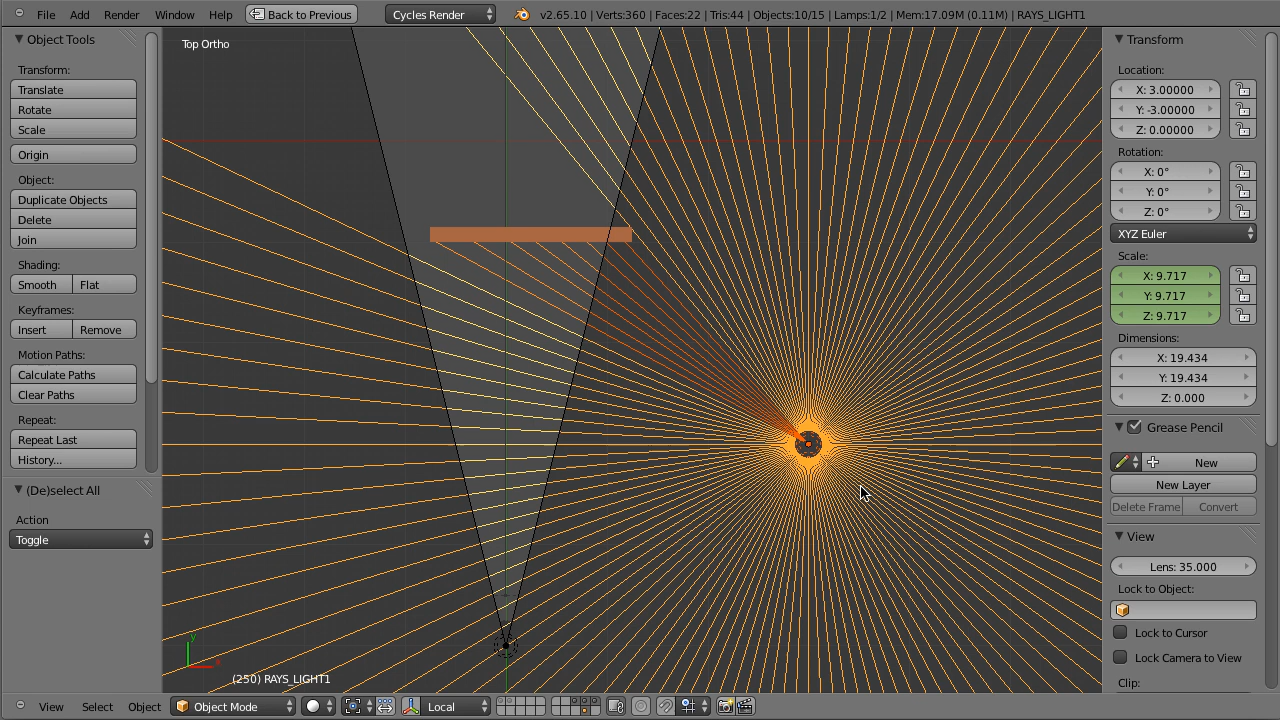 File Add Render Window Help Back to Previous Cycles Render v2.65.10 | Verts:360 | Faces:22 | Tris:44 | Objects:10/15 | Lamps:1/2 | Mem:17.09M (0.11M) | RAYS_LIGHT1
Object Tools
Transform:
Translate
Rotate
Scale
Origin
Object:
Duplicate Objects
Delete
Join
Shading:
Smooth Flat
Keyframes:
Insert Remove
Motion Paths:
Calculate Paths
Clear Paths
Repeat:
Repeat Last
History...
(De)select All
Action
Toggle
Top Ortho
y
x
(250) RAYS_LIGHT1
Transform
Location:
X: 3.00000
Y: -3.00000
Z: 0.00000
Rotation:
X: 0°
Y: 0°
Z: 0°
XYZ Euler
Scale:
X: 9.717
Y: 9.717
Z: 9.717
Dimensions:
X: 19.434
Y: 19.434
Z: 0.000
Grease Pencil
New
New Layer
Delete Frame Convert
View
Lens: 35.000
Lock to Object:
Lock to Cursor
Lock Camera to View
Clip:
View Select Object Object Mode Local